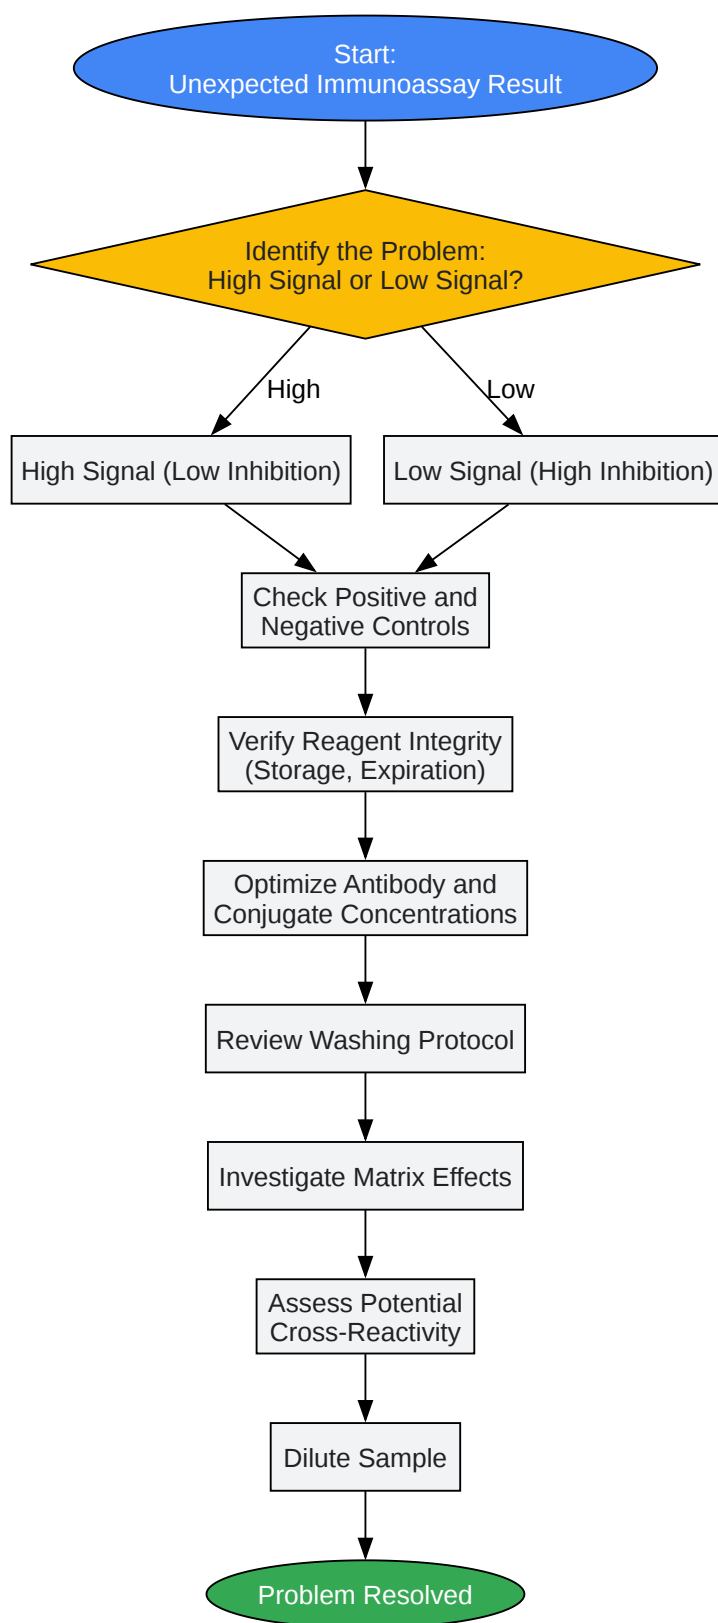 Start:
Unexpected Immunoassay Result
Identify the Problem:
High Signal or Low Signal?
High
Low
High Signal (Low Inhibition)
Low Signal (High Inhibition)
Check Positive and
Negative Controls
Verify Reagent Integrity
(Storage, Expiration)
Optimize Antibody and
Conjugate Concentrations
Review Washing Protocol
Investigate Matrix Effects
Assess Potential
Cross-Reactivity
Dilute Sample
Problem Resolved